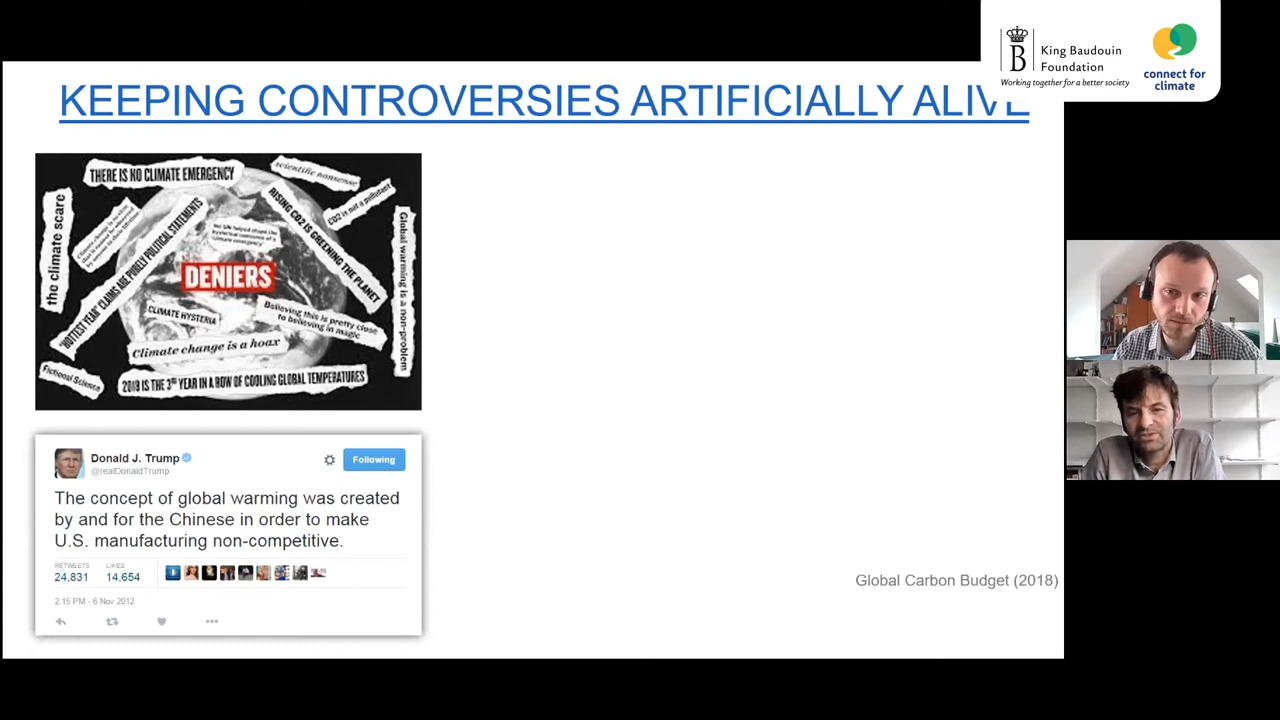 KEEPING CONTROVERSIES ARTIFICIALLY ALIVE
B
King Baudouin
Foundation
Working together for a better society
connect for
climate
THERE IS NO CLIMATE EMERGENCY
scientific nonsense
CO2 is not a pollutant
the climate scare
"HOTTEST YEAR" CLAIMS ARE PURELY POLITICAL STATEMENTS
RISING CO2 IS GREENING THE PLANET
Global warming is a non-problem
DENIERS
CLIMATE HYSTERIA
Believing this is pretty close
to believing in magic
Climate change is a hoax
Fictional Science
2019 IS THE 3RD YEAR IN A ROW OF COOLING GLOBAL TEMPERATURES
Donald J. Trump
@realDonaldTrump
Following
The concept of global warming was created
by and for the Chinese in order to make
U.S. manufacturing non-competitive.
RETWEETS LIKES
24,831 14,654
2:15 PM - 6 Nov 2012
Global Carbon Budget (2018)